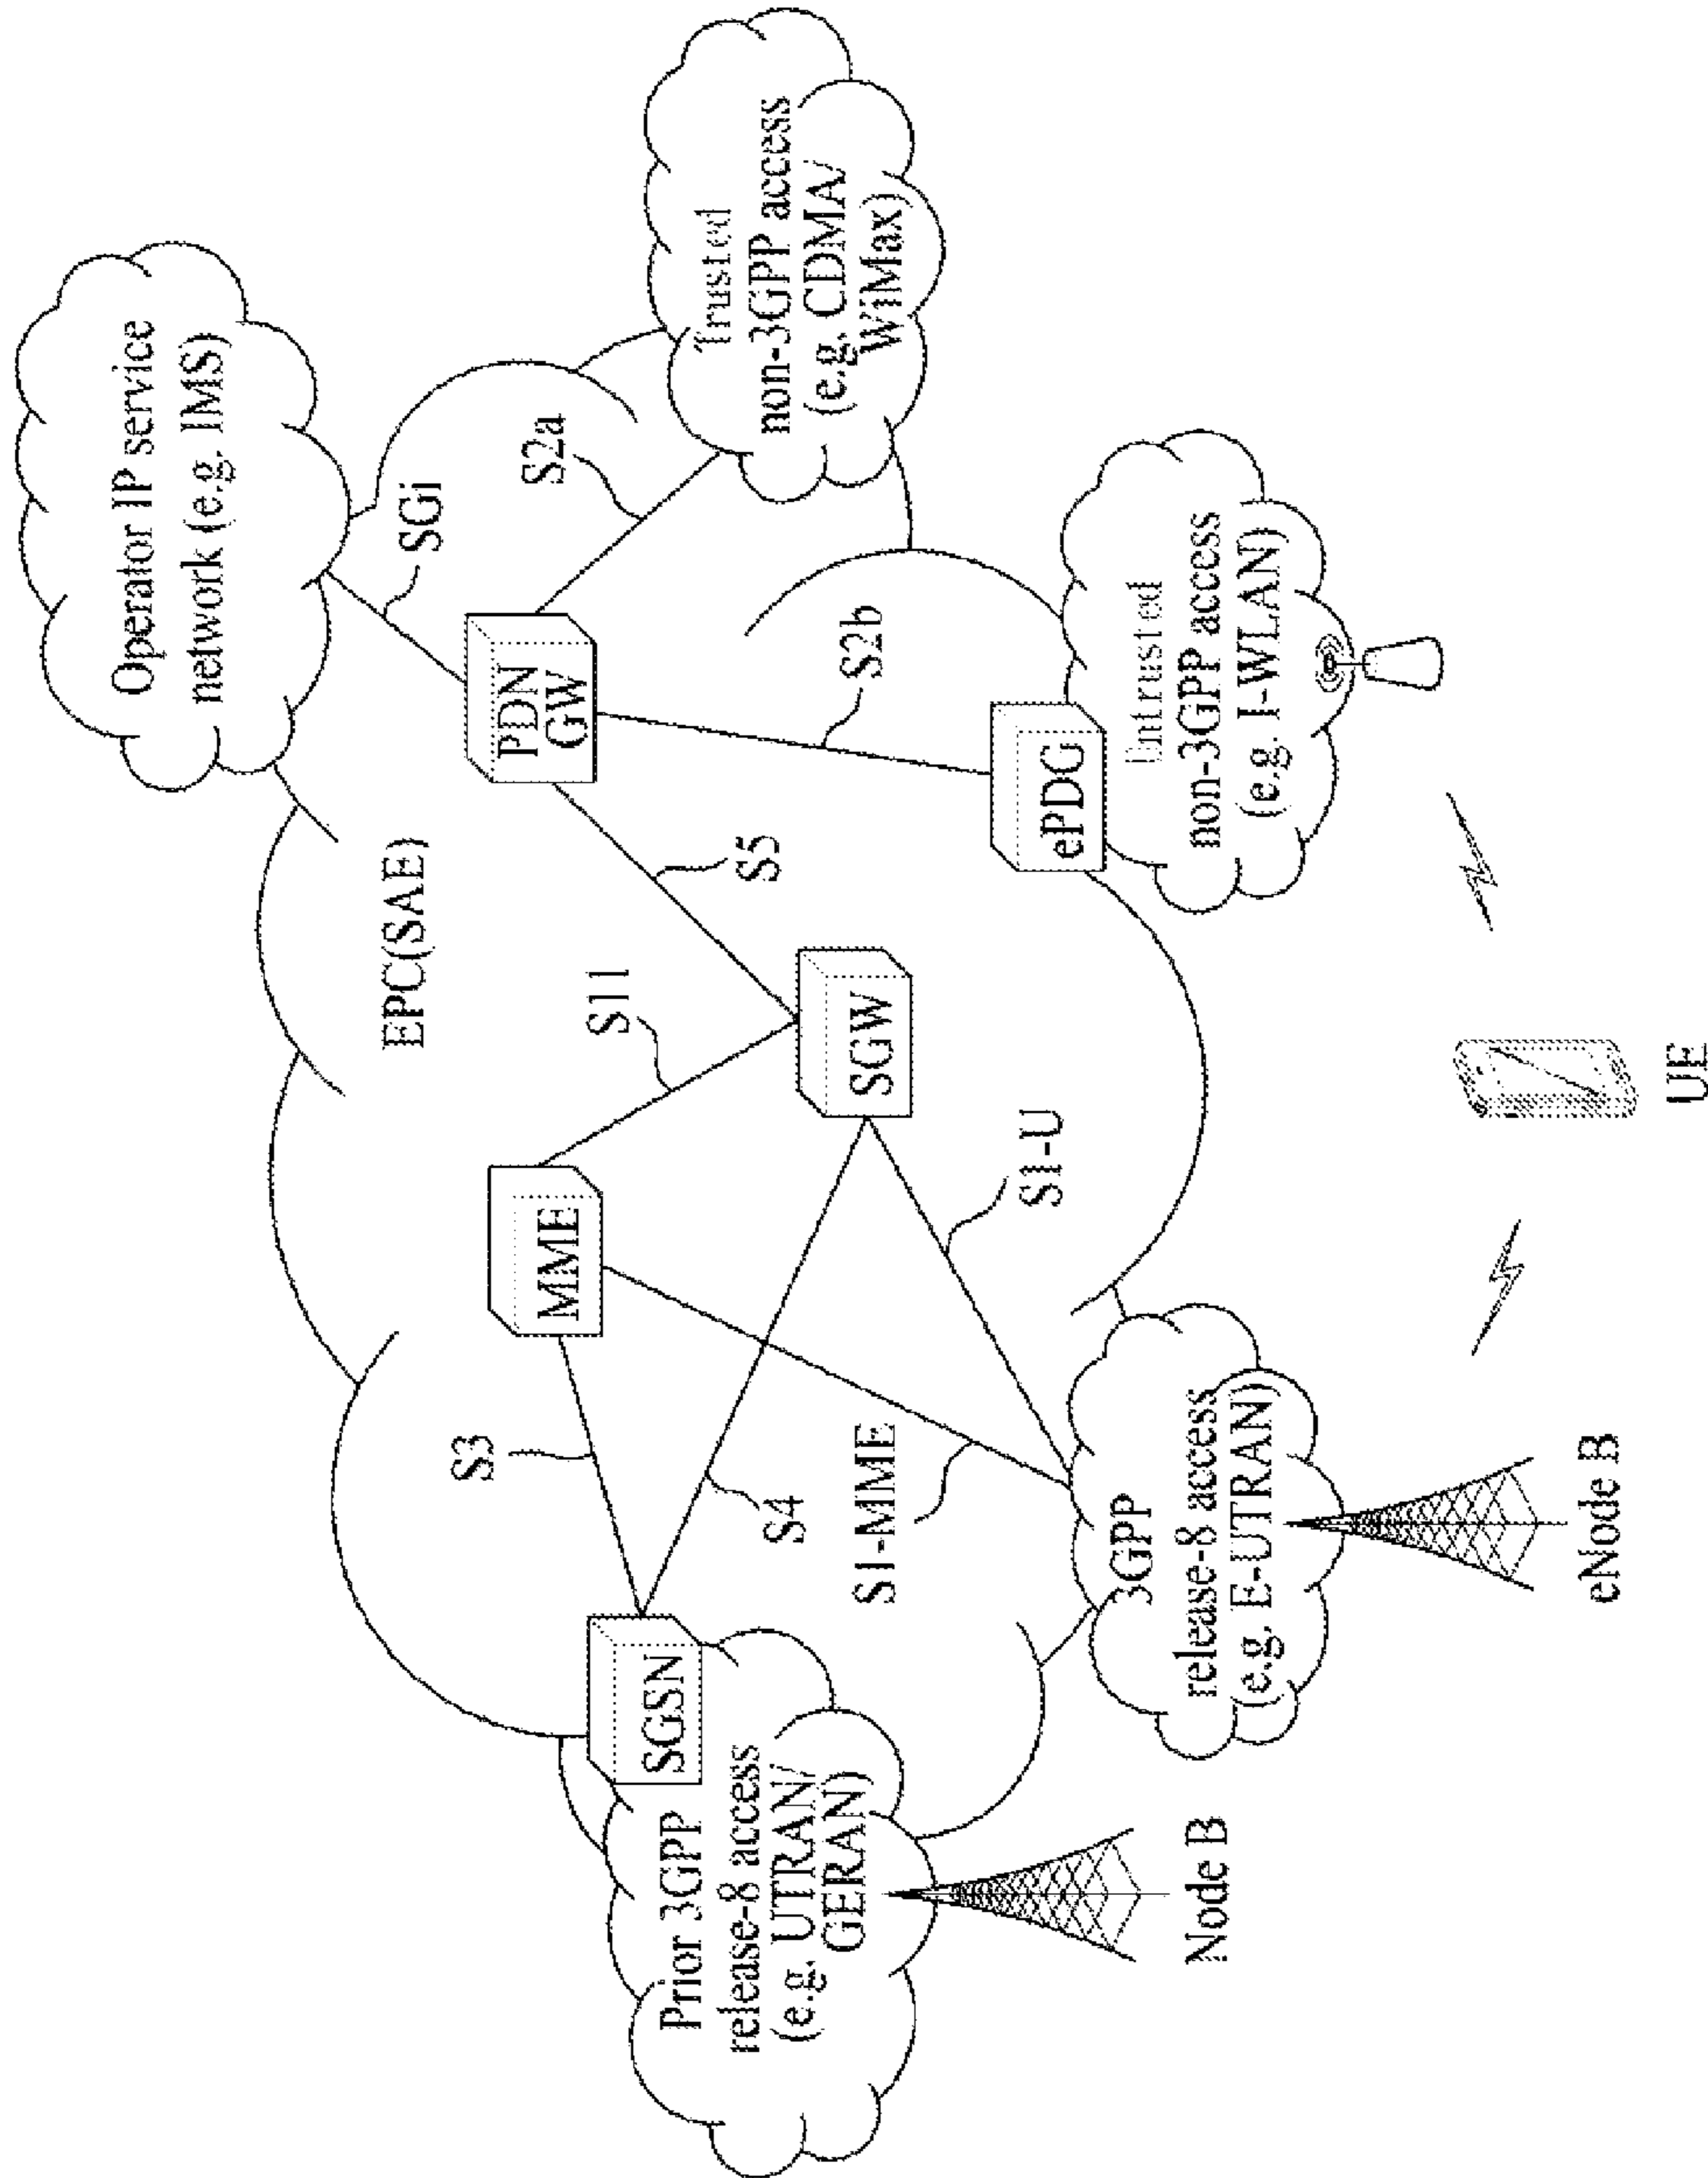 Operator IP service
network (e.g. IMS)
SGi
EPC(SAE)
S2a
PDN
GW
Trusted
non-3GPP access
(e.g. CDMA/
WiMax)
S11
S5
S2b
MME
SGW
ePDG
Untrusted
non-3GPP access
(e.g. I-WLAN)
S3
S4
S1-MME
S1-U
SGSN
Prior 3GPP
release-8 access
(e.g. UTRAN/
GERAN)
3GPP
release-8 access
(e.g. E-UTRAN)
Node B
eNode B
UE